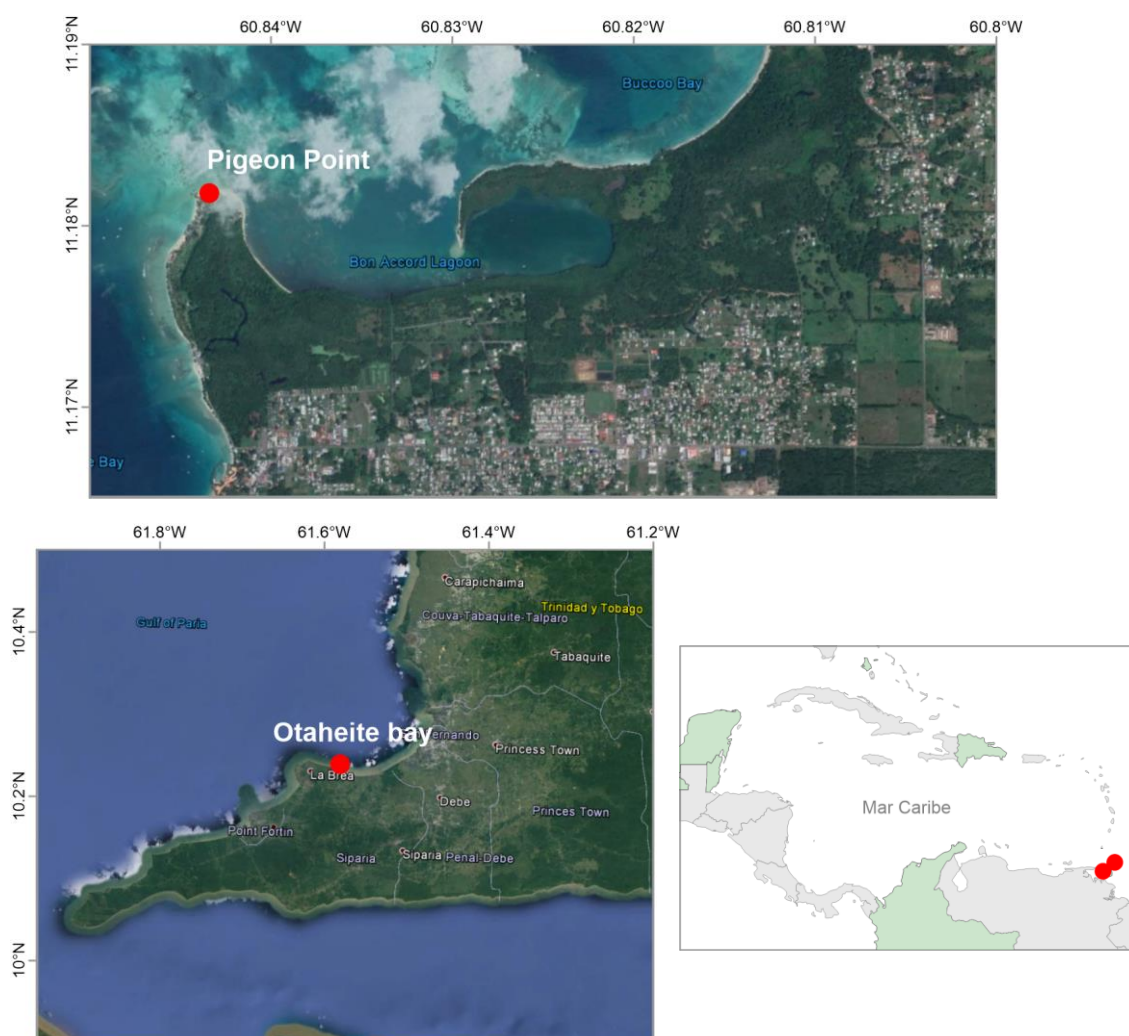 60.84°W 60.83°W 60.82°W 60.81°W 60.8°W
11.19°N
Buccoo Bay
Pigeon Point
11.18°N
Bon Accord Lagoon
11.17°N
e Bay
61.8°W 61.6°W 61.4°W 61.2°W
Carapichaima
Trinidad y Tobago
Couva-Tabaquite-Talparo
Gulf of Paria
10.4°N
Tabaquite
Otaheite bay
ernando
Princess Town
La Brea
10.2°N
Debe
Princes Town
Point Fortin
Siparia
Siparia
Penal-Debe
10°N
Mar Caribe